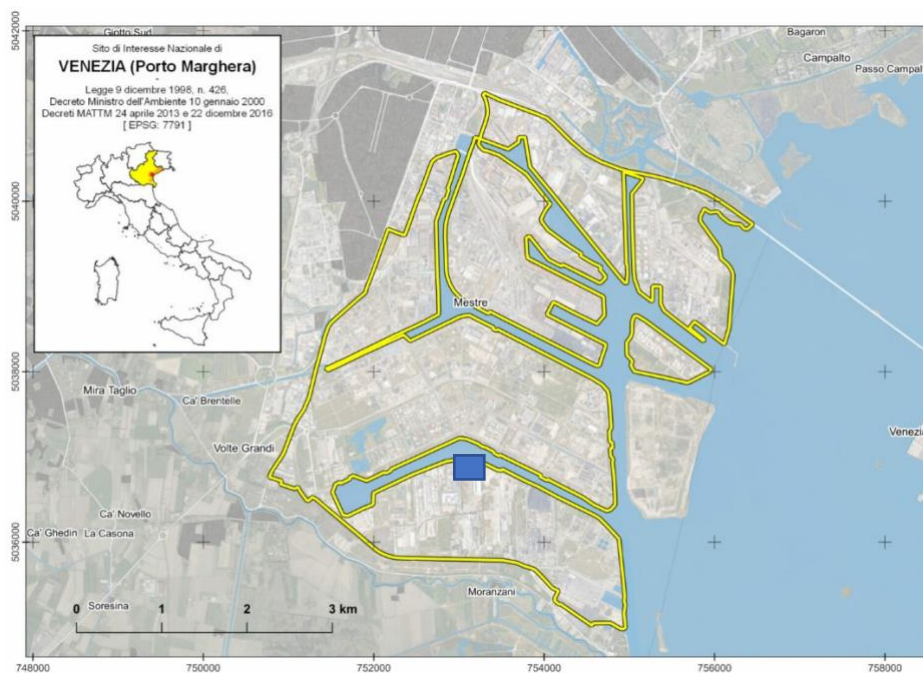 5042000
Giotto Sud
Bagaron
Campalto
Passo Campalto
Sito di Interesse Nazionale di
VENEZIA (Porto Marghera)
-
Legge 9 dicembre 1998, n. 426,
Decreto Ministro dell'Ambiente 10 gennaio 2000
Decreti MATTM 24 aprile 2013 e 22 dicembre 2016
[ EPSG: 7791 ]
5040000
Mestre
5038000
Mira Taglio
Ca' Brentelle
Volte Grandi
Venezia
Ca' Novello
5036000
Ca' Ghedin
La Casona
Moranzani
Soresina
0 1 2 3 km
748000 750000 752000 754000 756000 758000